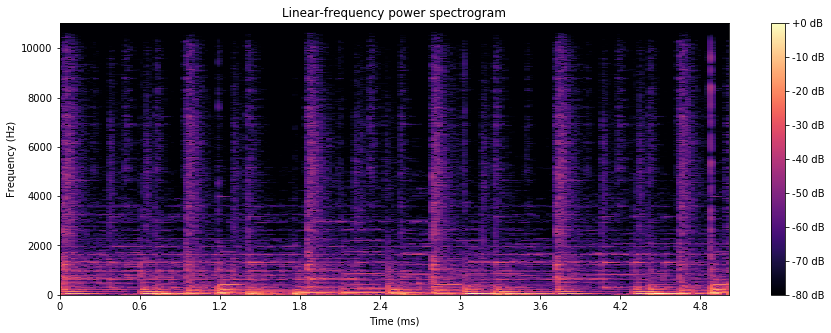 Linear-frequency power spectrogram
Frequency (Hz)
10000
8000
6000
4000
2000
0
0 0.6 1.2 1.8 2.4 3 3.6 4.2 4.8
Time (ms)
+0 dB
-10 dB
-20 dB
-30 dB
-40 dB
-50 dB
-60 dB
-70 dB
-80 dB